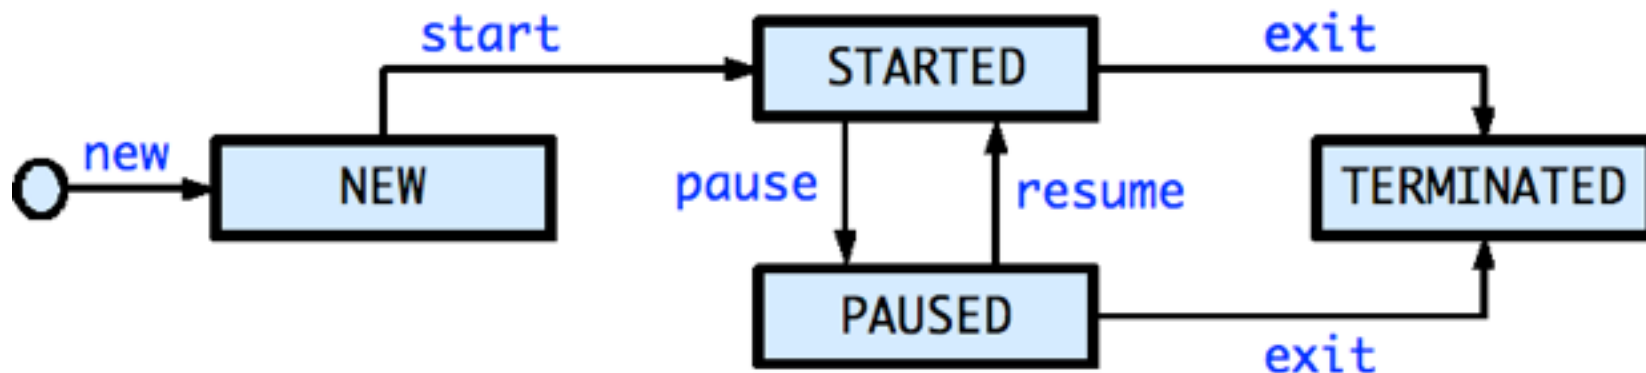 start
exit
STARTED
new
NEW
pause
resume
TERMINATED
PAUSED
exit